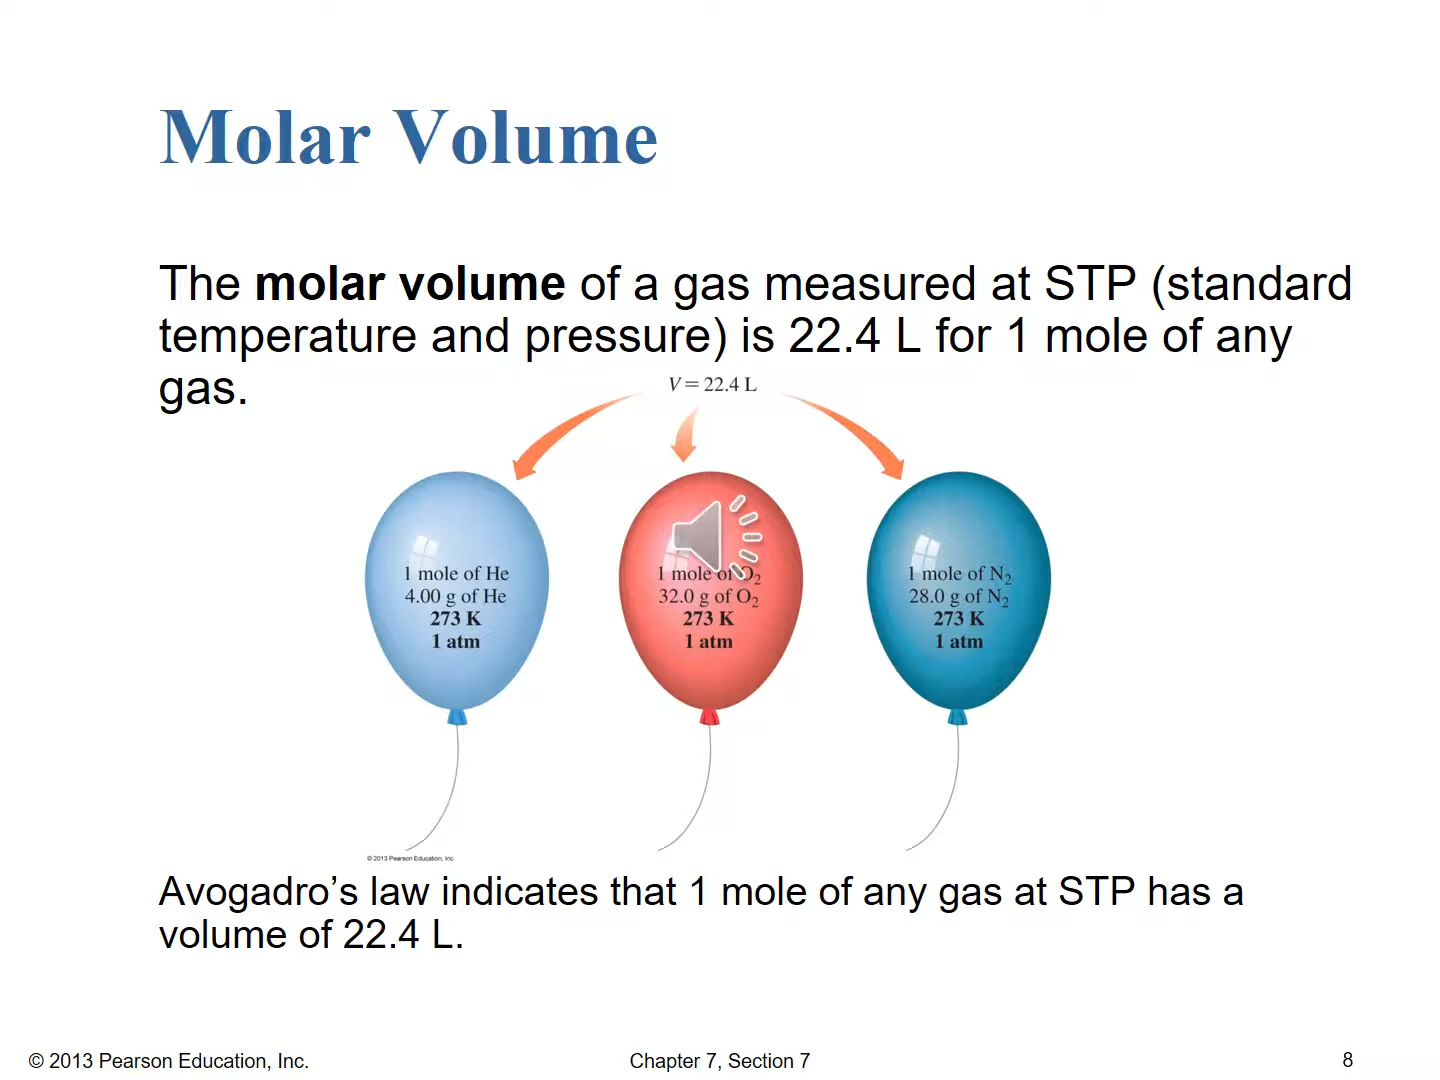 Molar Volume
The molar volume of a gas measured at STP (standard
temperature and pressure) is 22.4 L for 1 mole of any
gas.
V = 22.4 L
1 mole of He
4.00 g of He
273 K
1 atm
1 mole of O₂
32.0 g of O₂
273 K
1 atm
1 mole of N₂
28.0 g of N₂
273 K
1 atm
© 2013 Pearson Education, Inc.
Avogadro’s law indicates that 1 mole of any gas at STP has a
volume of 22.4 L.
© 2013 Pearson Education, Inc.
Chapter 7, Section 7
8